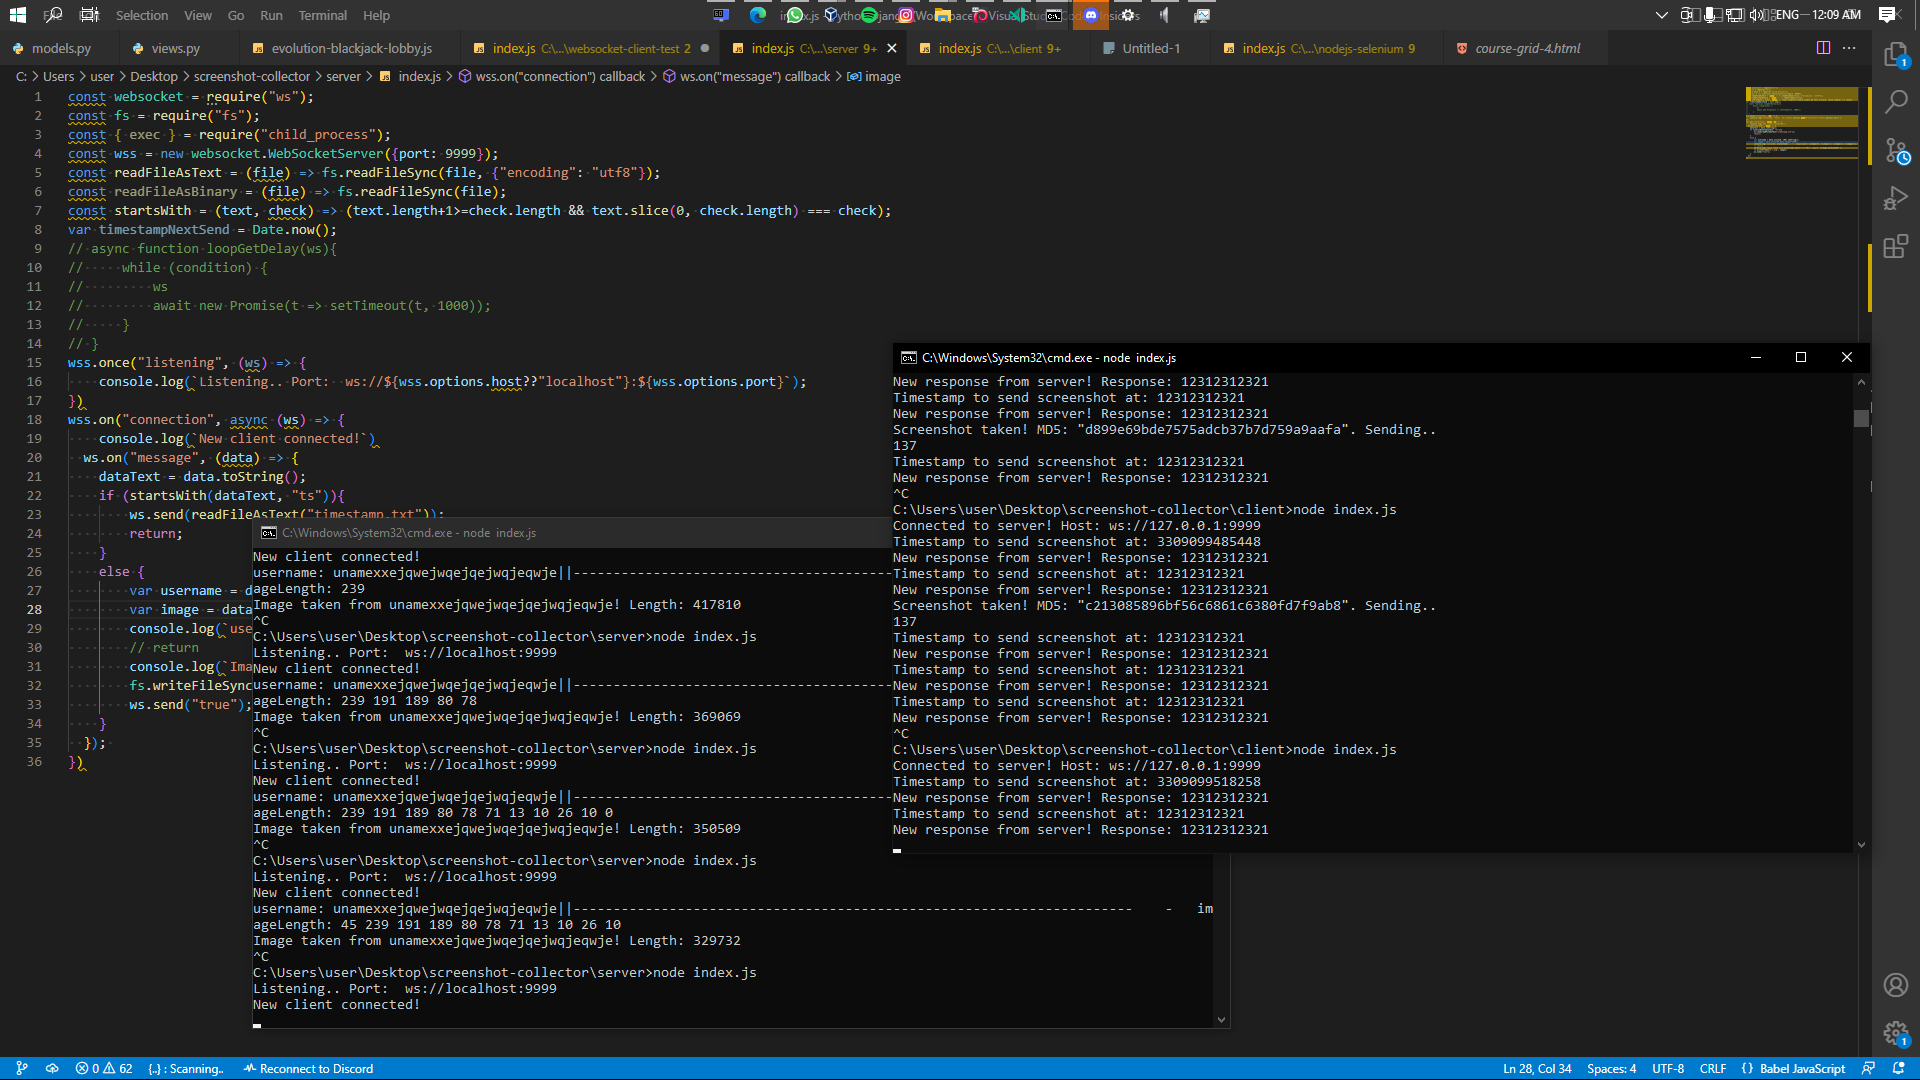 Selection View Go Run Terminal Help
ENG 12:09 AM
models.py views.py evolution-blackjack-lobby.js index.js C:\...\websocket-client-test 2 index.js C:\...\server 9+ index.js C:\...\client 9+ Untitled-1 index.js C:\...\nodejs-selenium 9 course-grid-4.html
C: > Users > user > Desktop > screenshot-collector > server > index.js > wss.on("connection") callback > ws.on("message") callback > image
1 const websocket = require("ws");
2 const fs = require("fs");
3 const { exec } = require("child_process");
4 const wss = new websocket.WebSocketServer({port: 9999});
5 const readFileAsText = (file) => fs.readFileSync(file, {"encoding": "utf8"});
6 const readFileAsBinary = (file) => fs.readFileSync(file);
7 const startsWith = (text, check) => (text.length+1>=check.length && text.slice(0, check.length) === check);
8 var timestampNextSend = Date.now();
9 // async function loopGetDelay(ws){
10 // while (condition) {
11 // ws
12 // await new Promise(t => setTimeout(t, 1000));
13 // }
14 // }
15 wss.once("listening", (ws) => {
16 console.log(`Listening.. Port:  ws://${wss.options.host??"localhost"}:${wss.options.port}`);
17 })
18 wss.on("connection", async (ws) => {
19 console.log(`New client connected!`)
20 ws.on("message", (data) => {
21 dataText = data.toString();
22 if (startsWith(dataText, "ts")){
23 ws.send(readFileAsText("timestamp.txt"));
24 return;
25 }
26 else {
27 var username = d
28 var image = data
29 console.log(`use
30 // return
31 console.log(`Ima
32 fs.writeFileSync
33 ws.send("true");
34 }
35 });
36 })
C:\Windows\System32\cmd.exe - node  index.js
New client connected!
username: unamexxejqwejwqejqejwqjeqwje||----------------------------------------
ageLength: 239
Image taken from unamexxejqwejwqejqejwqjeqwje! Length: 417810
^C
C:\Users\user\Desktop\screenshot-collector\server>node index.js
Listening.. Port:  ws://localhost:9999
New client connected!
username: unamexxejqwejwqejqejwqjeqwje||----------------------------------------
ageLength: 239 191 189 80 78
Image taken from unamexxejqwejwqejqejwqjeqwje! Length: 369069
^C
C:\Users\user\Desktop\screenshot-collector\server>node index.js
Listening.. Port:  ws://localhost:9999
New client connected!
username: unamexxejqwejwqejqejwqjeqwje||----------------------------------------
ageLength: 239 191 189 80 78 71 13 10 26 10 0
Image taken from unamexxejqwejwqejqejwqjeqwje! Length: 350509
^C
C:\Users\user\Desktop\screenshot-collector\server>node index.js
Listening.. Port:  ws://localhost:9999
New client connected!
username: unamexxejqwejwqejqejwqjeqwje||---------------------------------------------------------------------- - im
ageLength: 45 239 191 189 80 78 71 13 10 26 10
Image taken from unamexxejqwejwqejqejwqjeqwje! Length: 329732
^C
C:\Users\user\Desktop\screenshot-collector\server>node index.js
Listening.. Port:  ws://localhost:9999
New client connected!
C:\Windows\System32\cmd.exe - node  index.js
New response from server! Response: 12312312321
Timestamp to send screenshot at: 12312312321
New response from server! Response: 12312312321
Screenshot taken! MD5: "d899e69bde7575adcb37b7d759a9aafa". Sending..
137
Timestamp to send screenshot at: 12312312321
New response from server! Response: 12312312321
^C
C:\Users\user\Desktop\screenshot-collector\client>node index.js
Connected to server! Host: ws://127.0.0.1:9999
Timestamp to send screenshot at: 3309099485448
New response from server! Response: 12312312321
Timestamp to send screenshot at: 12312312321
New response from server! Response: 12312312321
Screenshot taken! MD5: "c213085896bf56c6861c6380fd7f9ab8". Sending..
137
Timestamp to send screenshot at: 12312312321
New response from server! Response: 12312312321
Timestamp to send screenshot at: 12312312321
New response from server! Response: 12312312321
Timestamp to send screenshot at: 12312312321
New response from server! Response: 12312312321
^C
C:\Users\user\Desktop\screenshot-collector\client>node index.js
Connected to server! Host: ws://127.0.0.1:9999
Timestamp to send screenshot at: 3309099518258
New response from server! Response: 12312312321
Timestamp to send screenshot at: 12312312321
New response from server! Response: 12312312321
0 62 {..} : Scanning.. Reconnect to Discord Ln 28, Col 34 Spaces: 4 UTF-8 CRLF Babel JavaScript